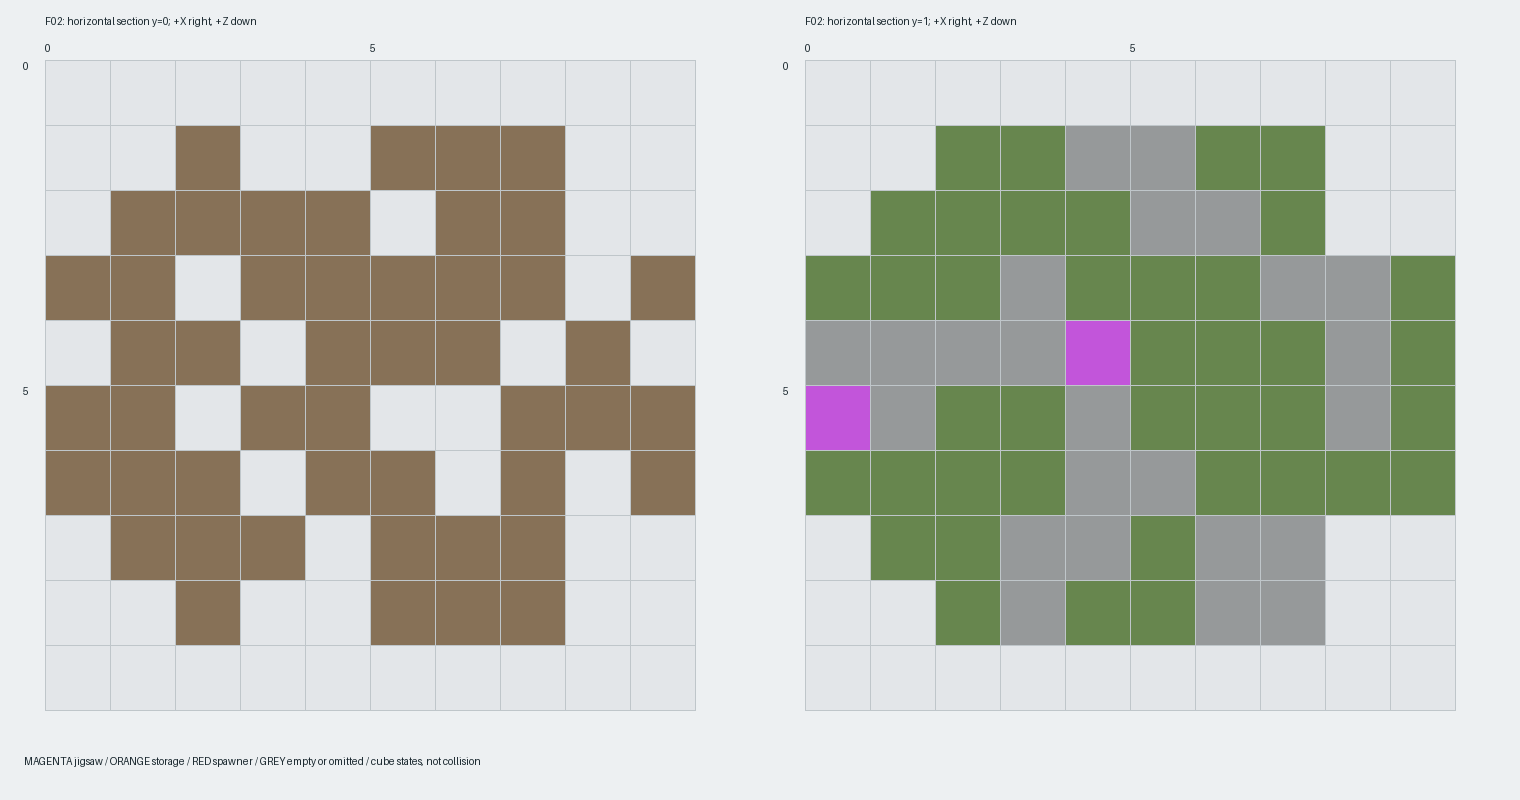 F02: horizontal section y=0; +X right, +Z down
F02: horizontal section y=1; +X right, +Z down
0 5
0 5
0
0
5
5
MAGENTA jigsaw / ORANGE storage / RED spawner / GREY empty or omitted / cube states, not collision